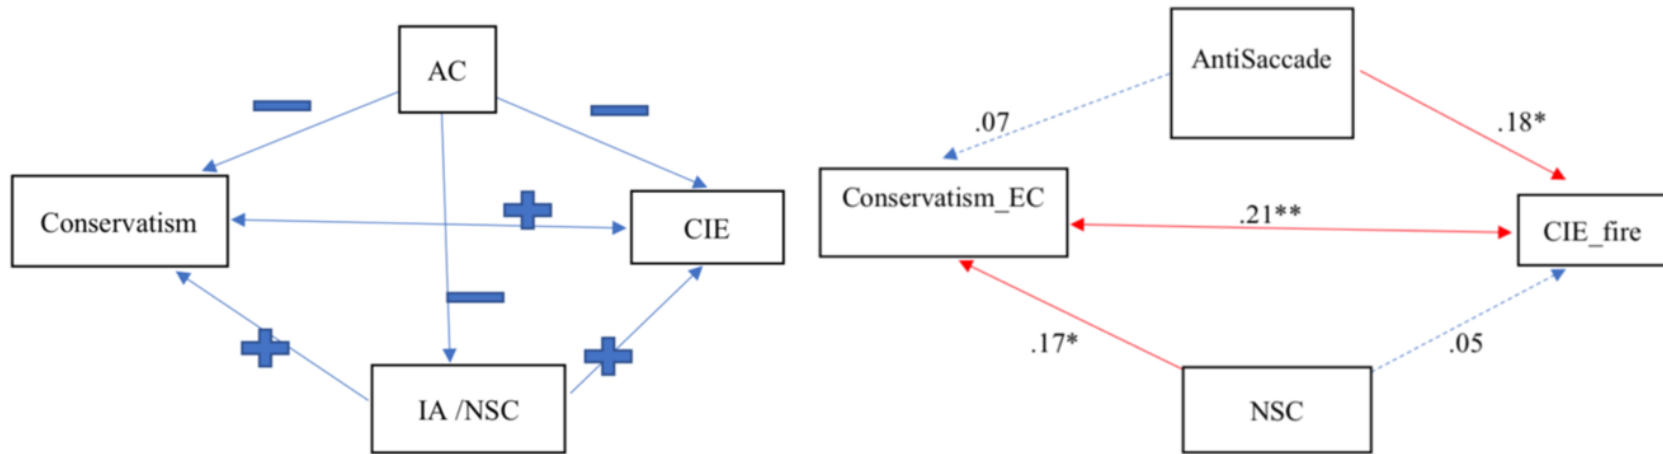 AC
Conservatism
CIE
IA /NSC
AntiSaccade
.07
.18*
Conservatism_EC
.21**
CIE_fire
.17*
.05
NSC